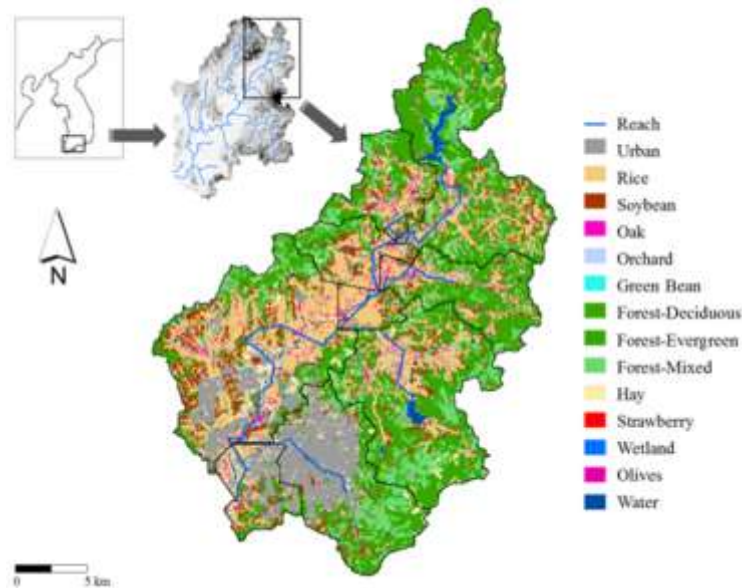 Reach
Urban
Rice
Soybean
Oak
Orchard
Green Bean
Forest-Deciduous
Forest-Evergreen
Forest-Mixed
Hay
Strawberry
Wetland
Olives
Water
N
0 5 km